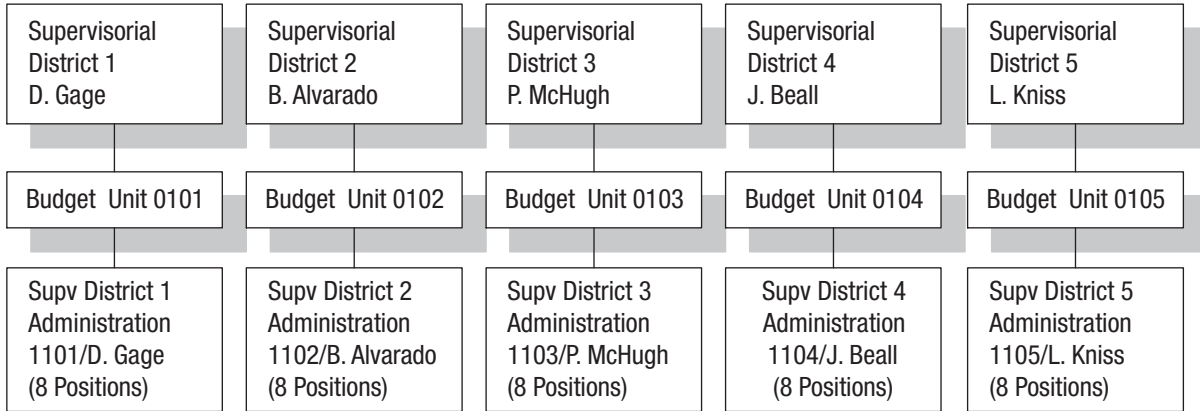 Supervisorial
District 1
D. Gage
Supervisorial
District 2
B. Alvarado
Supervisorial
District 3
P. McHugh
Supervisorial
District 4
J. Beall
Supervisorial
District 5
L. Kniss
Budget Unit 0101
Budget Unit 0102
Budget Unit 0103
Budget Unit 0104
Budget Unit 0105
Supv District 1
Administration
1101/D. Gage
(8 Positions)
Supv District 2
Administration
1102/B. Alvarado
(8 Positions)
Supv District 3
Administration
1103/P. McHugh
(8 Positions)
Supv District 4
Administration
1104/J. Beall
(8 Positions)
Supv District 5
Administration
1105/L. Kniss
(8 Positions)